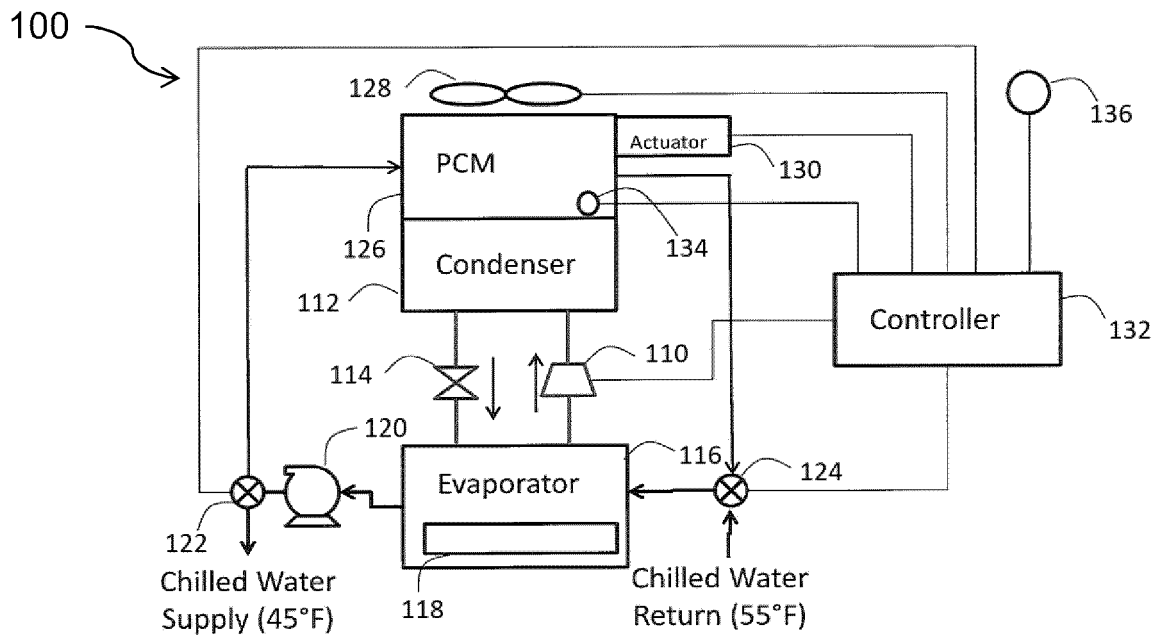 100
128
136
PCM
Actuator
130
126
134
Condenser
112
Controller
132
114
110
120
116
124
Evaporator
122
118
Chilled Water
Supply (45°F)
Chilled Water
Return (55°F)